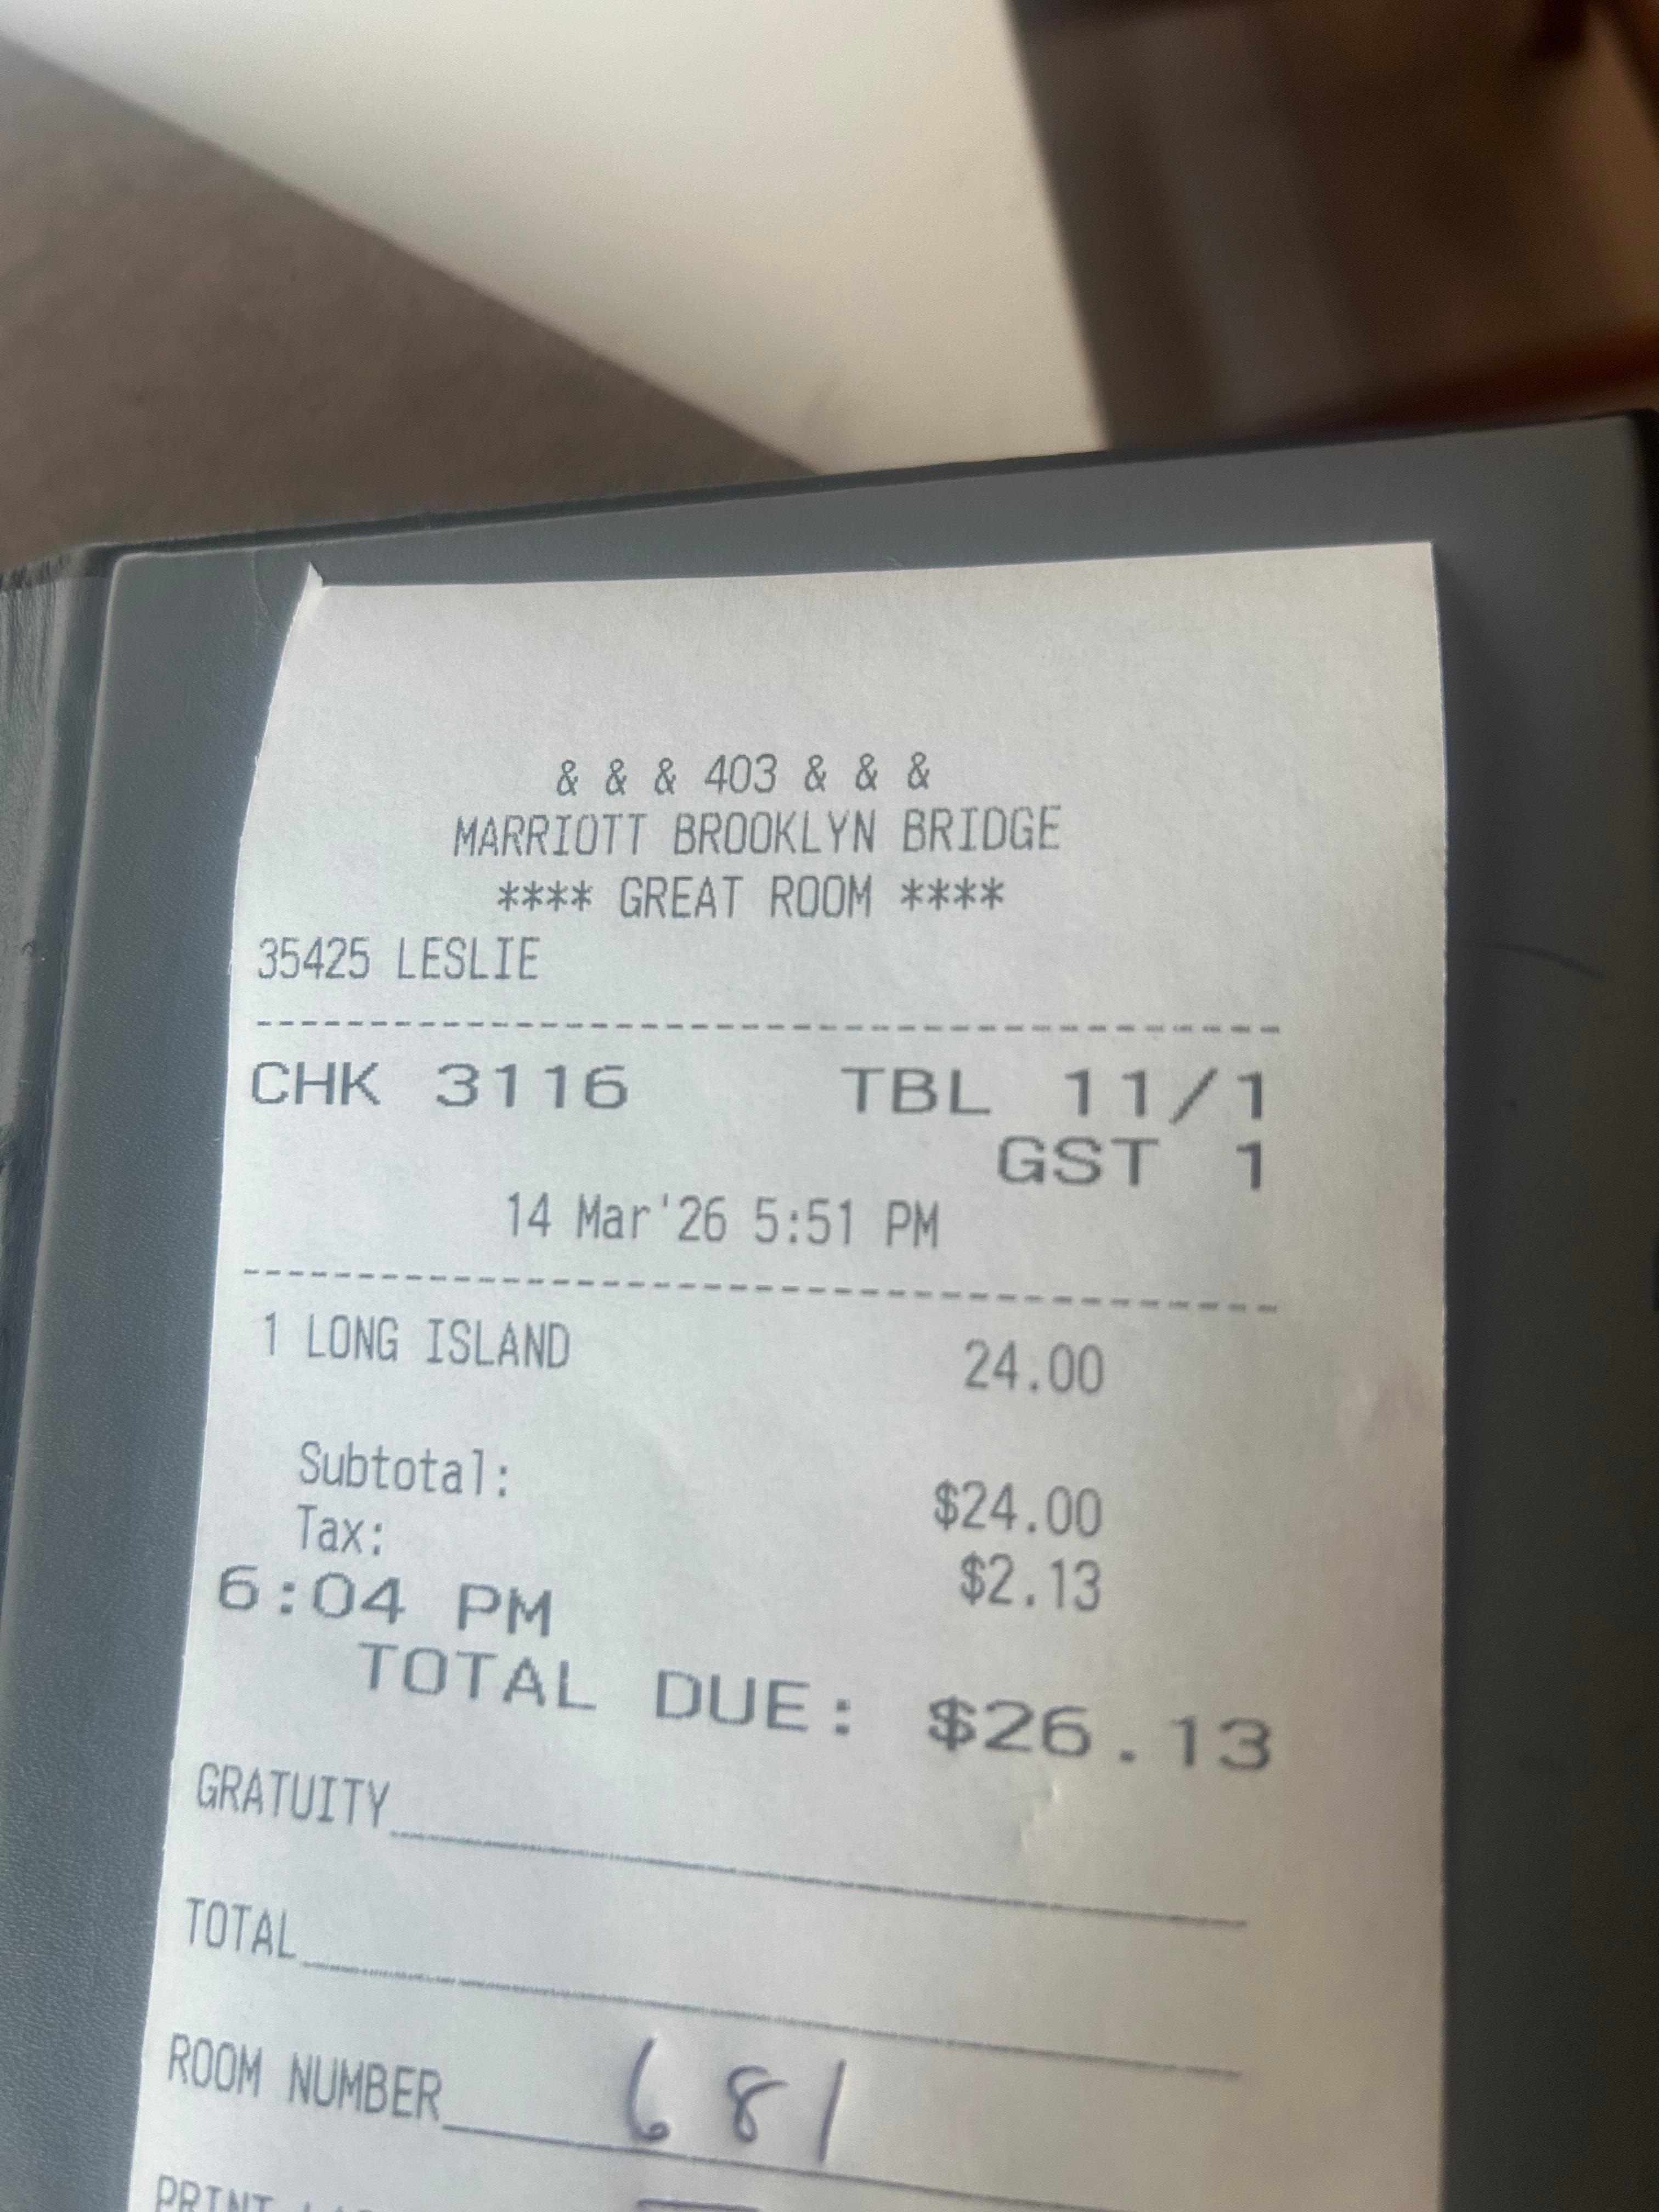 & & & 403 & & &
MARRIOTT BROOKLYN BRIDGE
**** GREAT ROOM ****
35425 LESLIE
CHK 3116 TBL 11/1
GST 1
14 Mar'26 5:51 PM
1 LONG ISLAND 24.00
Subtotal: $24.00
Tax: $2.13
6:04 PM
TOTAL DUE: $26.13
GRATUITY
TOTAL
ROOM NUMBER 681
PRINT